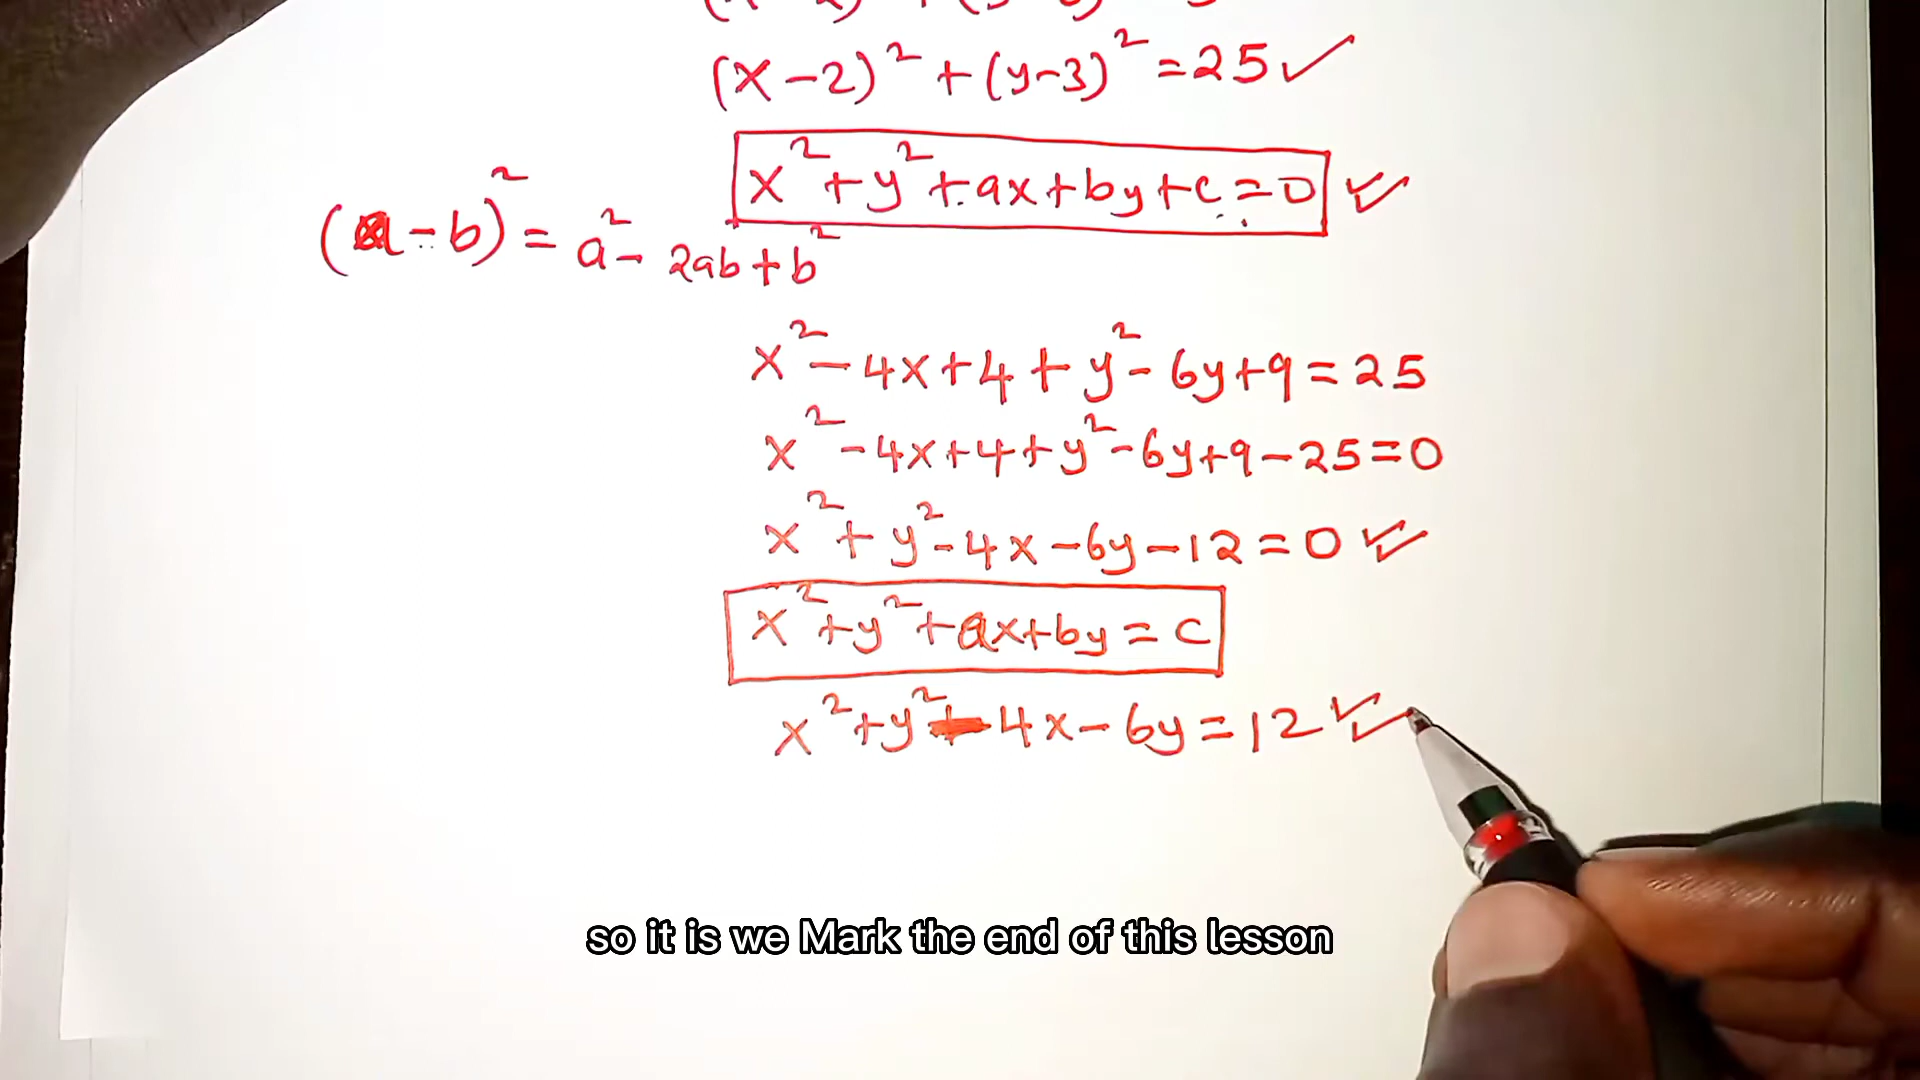 (x-2)² + (y-3)² = 25 ✓
x² + y² + ax + by + c = 0 ✓
(a-b)² = a² - 2ab + b²
x² - 4x + 4 + y² - 6y + 9 = 25
x² - 4x + 4 + y² - 6y + 9 - 25 = 0
x² + y² - 4x - 6y - 12 = 0 ✓
x² + y² + ax + by = c
x² + y² - 4x - 6y = 12 ✓
so it is we Mark the end of this lesson